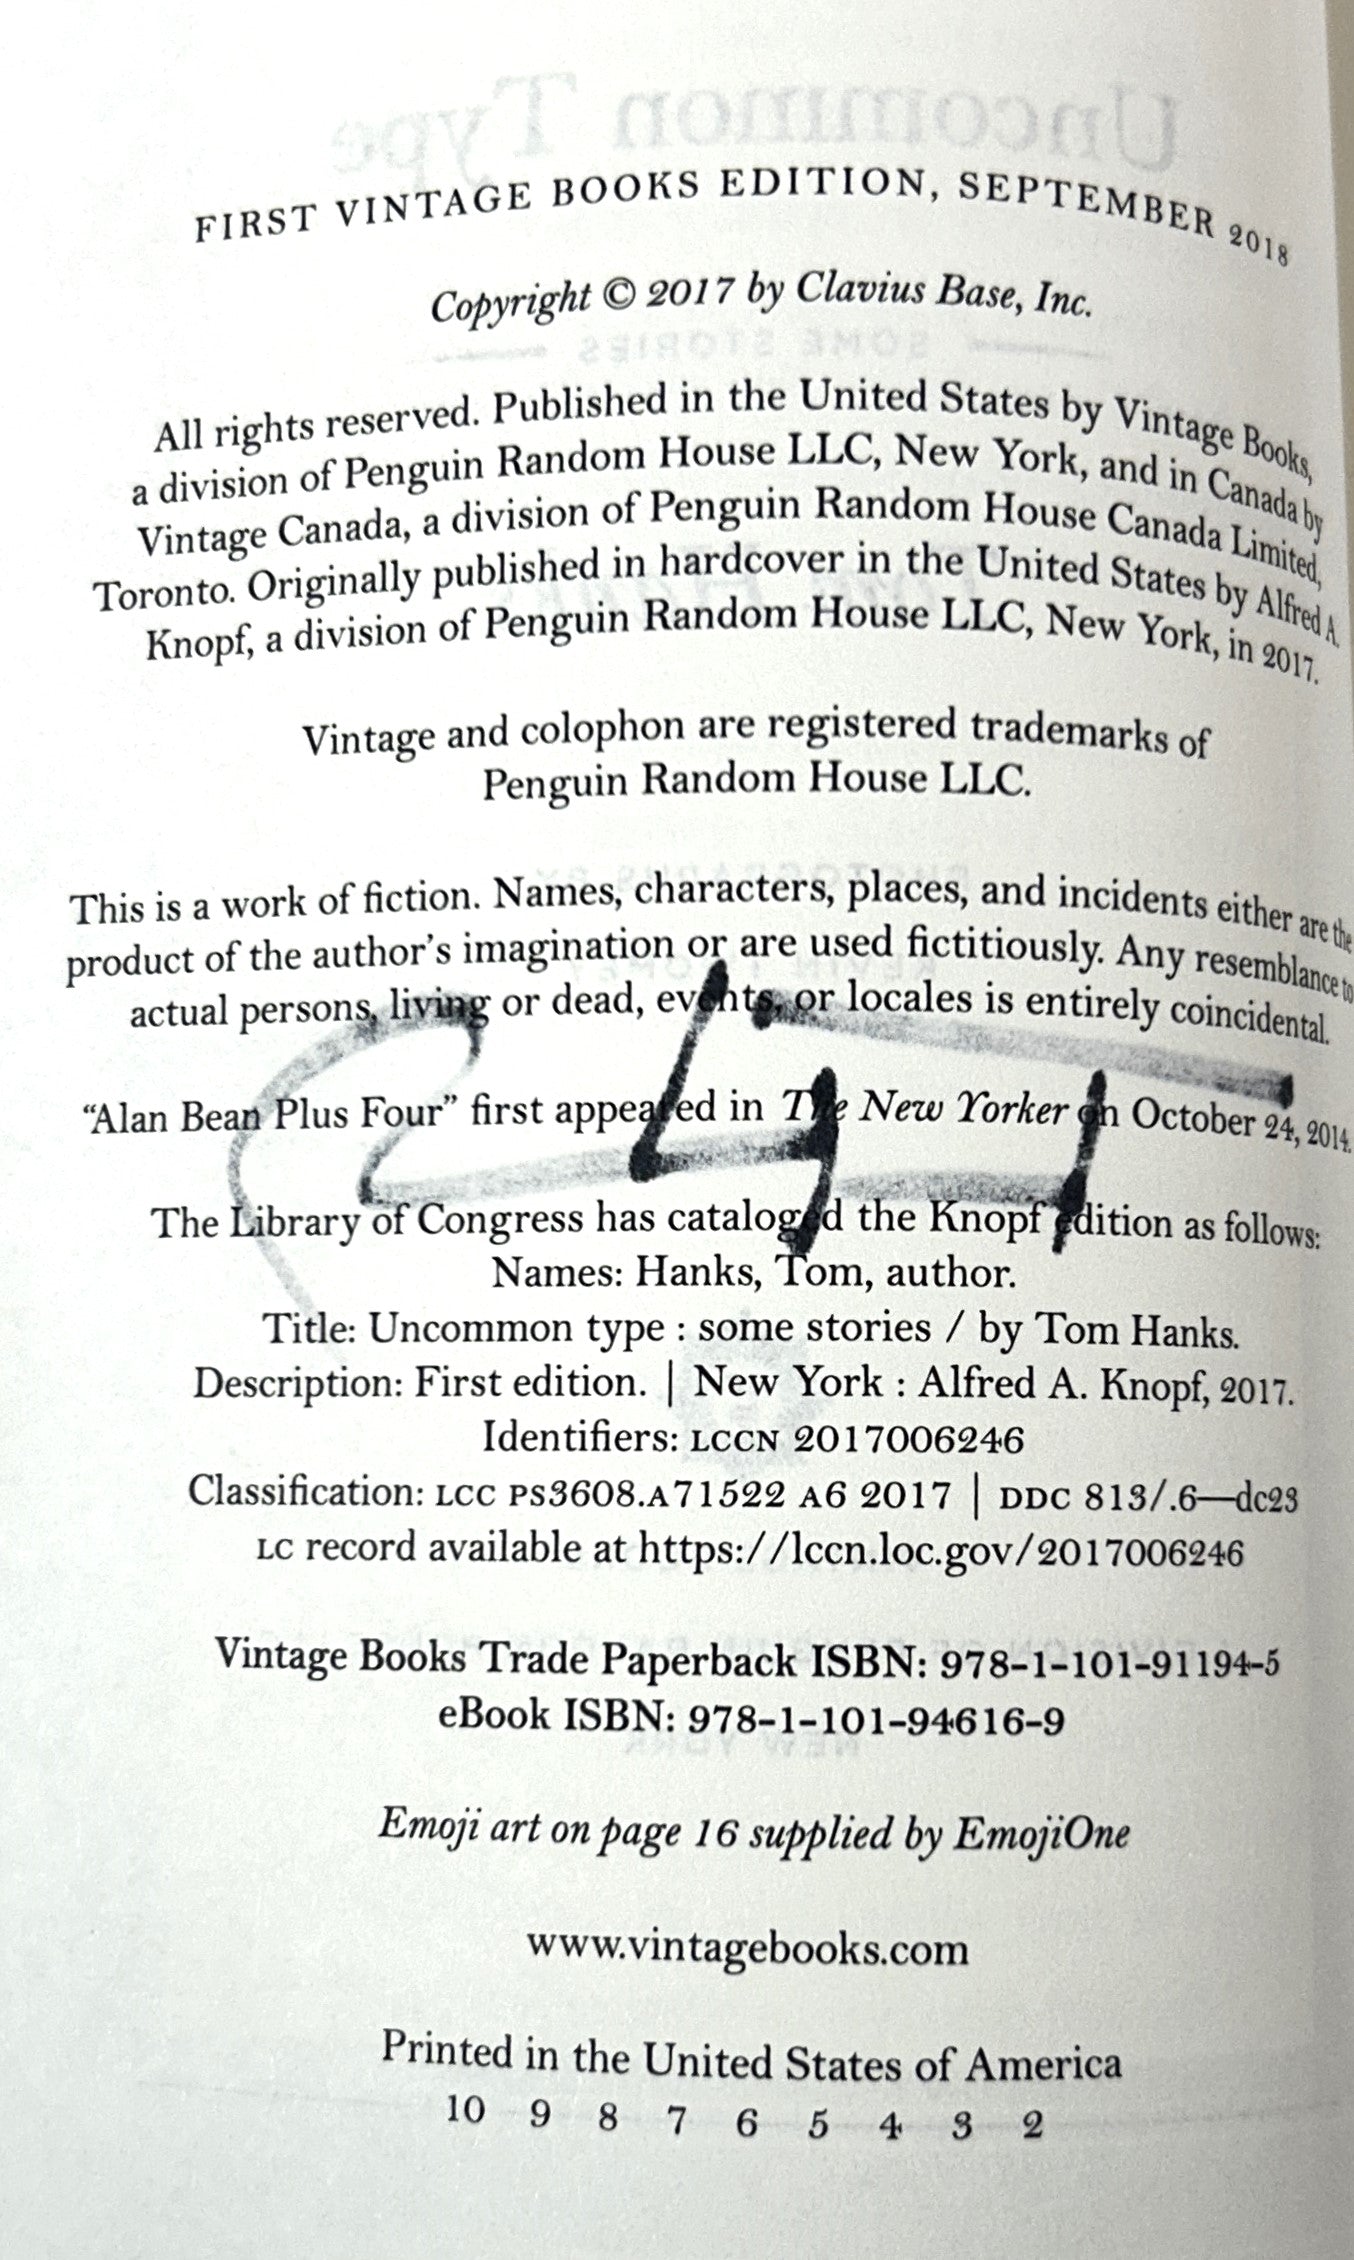 Uncommon Type
FIRST VINTAGE BOOKS EDITION, SEPTEMBER 2018
Copyright © 2017 by Clavius Base, Inc.
SOME STORIES
All rights reserved. Published in the United States by Vintage Books,
a division of Penguin Random House LLC, New York, and in Canada by
Vintage Canada, a division of Penguin Random House Canada Limited,
Toronto. Originally published in hardcover in the United States by Alfred A.
Knopf, a division of Penguin Random House LLC, New York, in 2017.
Vintage and colophon are registered trademarks of
Penguin Random House LLC.
This is a work of fiction. Names, characters, places, and incidents either are the
product of the author's imagination or are used fictitiously. Any resemblance to
actual persons, living or dead, events, or locales is entirely coincidental.
“Alan Bean Plus Four” first appeared in The New Yorker on October 24, 2014.
The Library of Congress has cataloged the Knopf edition as follows:
Names: Hanks, Tom, author.
Title: Uncommon type : some stories / by Tom Hanks.
Description: First edition. | New York : Alfred A. Knopf, 2017.
Identifiers: LCCN 2017006246
Classification: LCC PS3608.A71522 A6 2017 | DDC 813/.6—dc23
LC record available at https://lccn.loc.gov/2017006246
Vintage Books Trade Paperback ISBN: 978-1-101-91194-5
eBook ISBN: 978-1-101-94616-9
NEW YORK
Emoji art on page 16 supplied by EmojiOne
www.vintagebooks.com
Printed in the United States of America
10 9 8 7 6 5 4 3 2